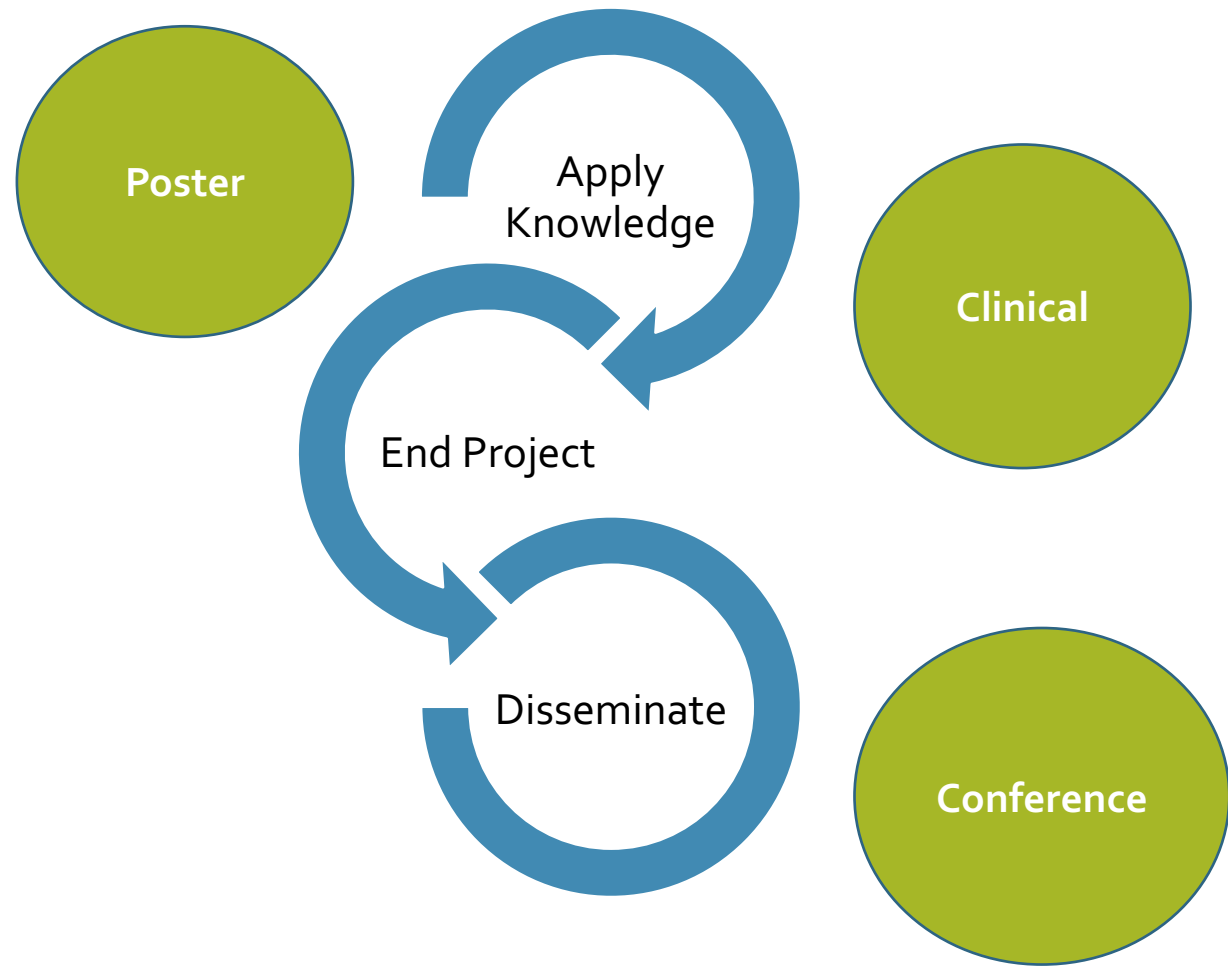 Poster
Apply
Knowledge
Clinical
End Project
Disseminate
Conference